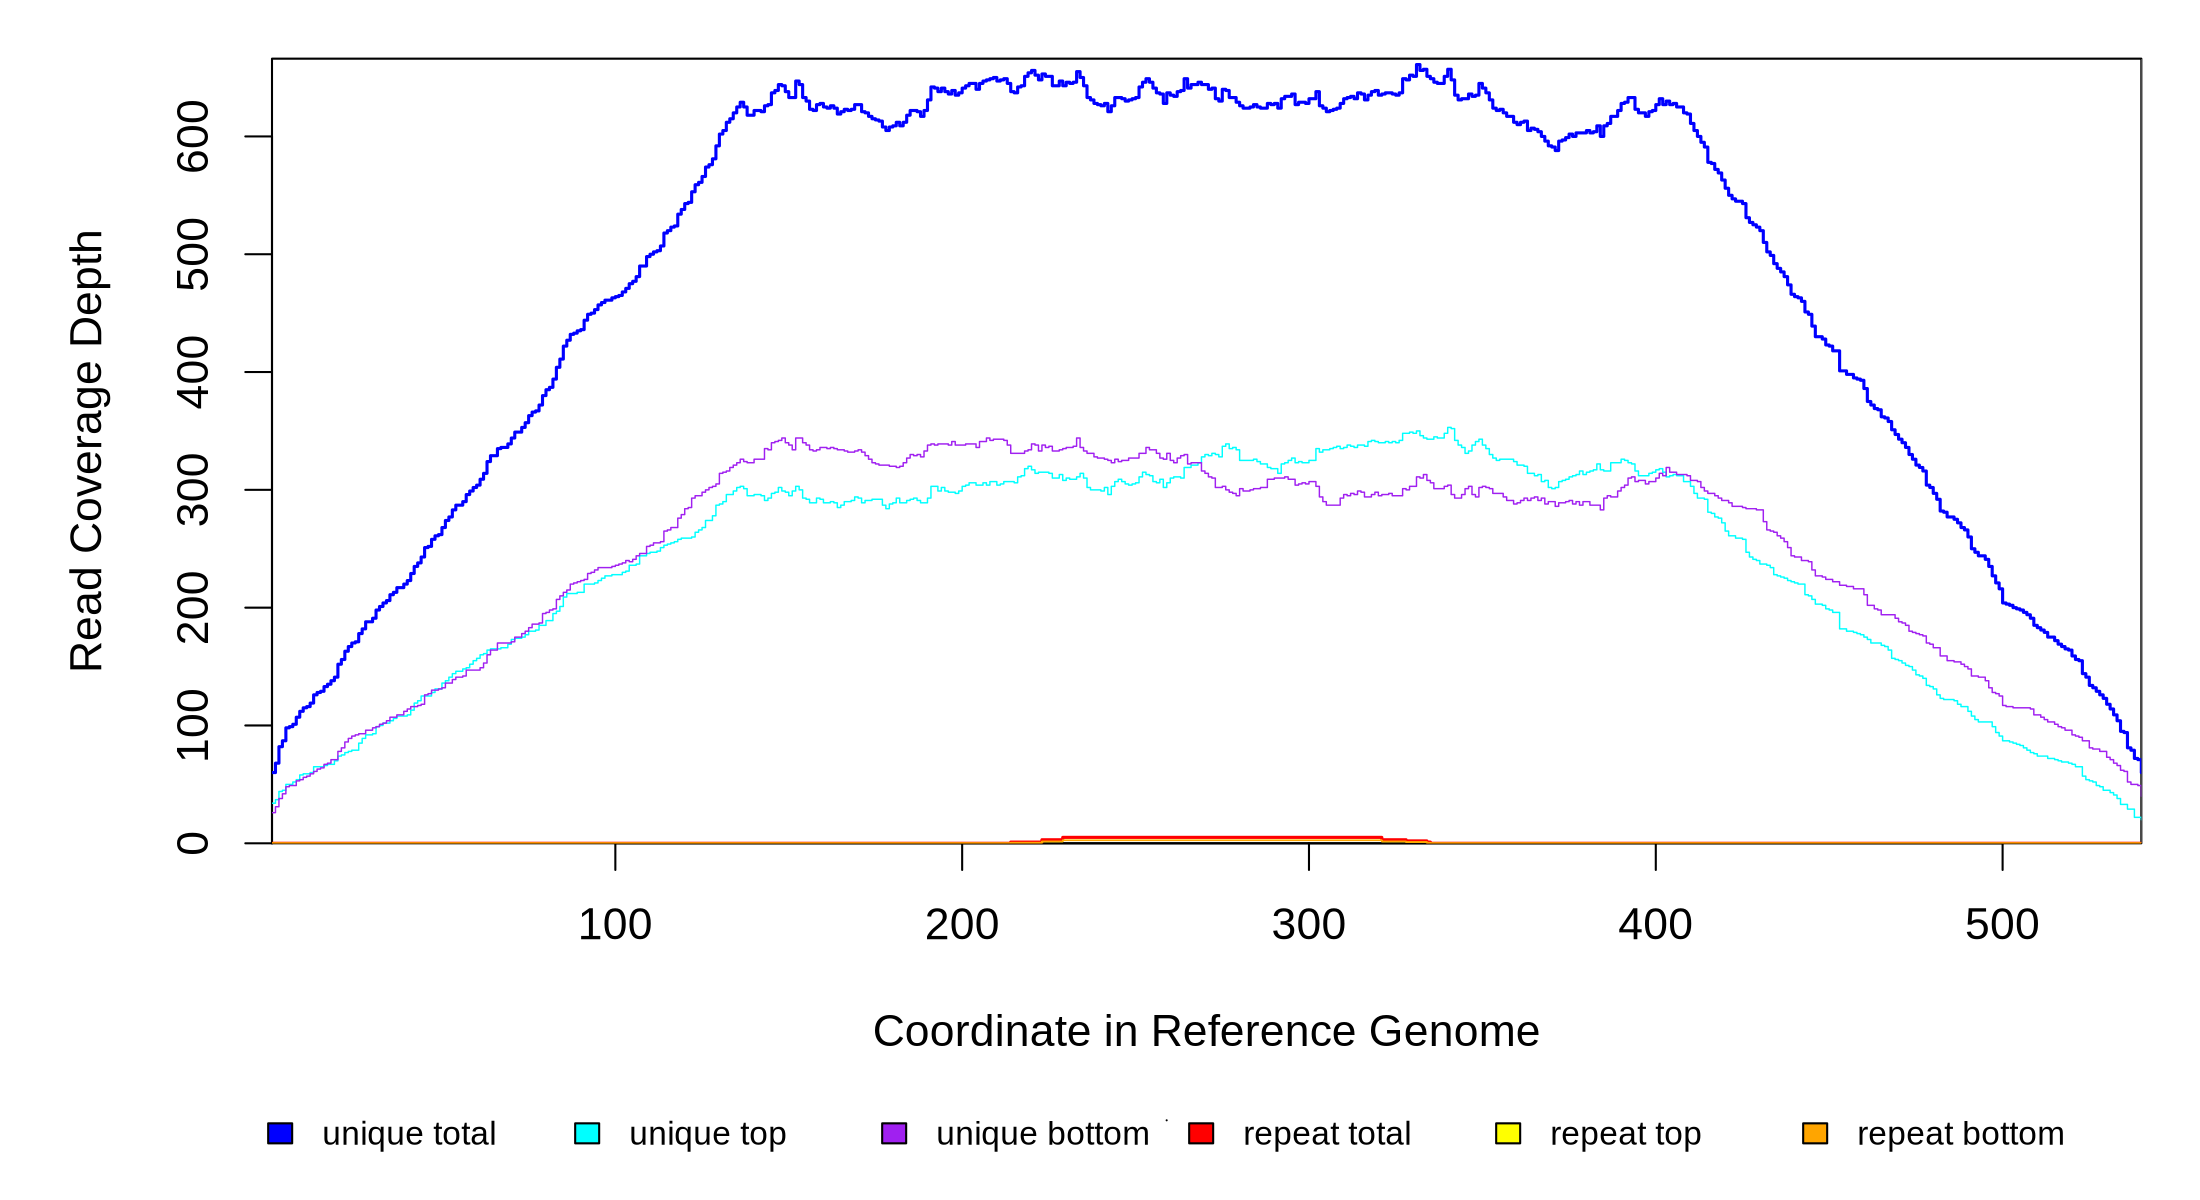 Read Coverage Depth
600
500
400
300
200
100
0
100 200 300 400 500
Coordinate in Reference Genome
unique total unique top unique bottom repeat total repeat top repeat bottom